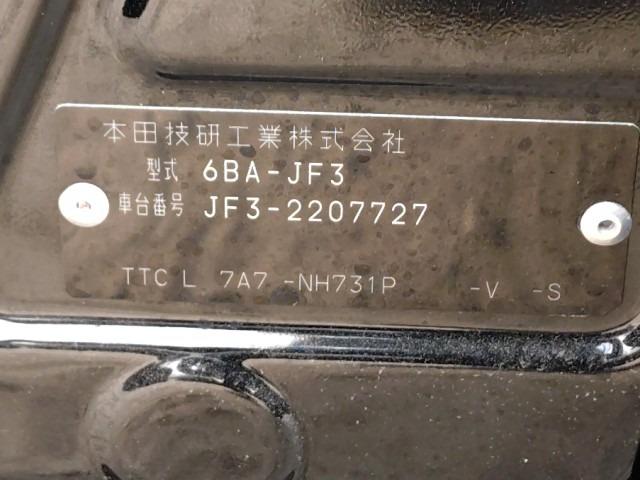 本田技研工業株式会社
型式 6BA-JF3
車台番号 JF3-2207727
TTC L 7A7 -NH731P -V -S